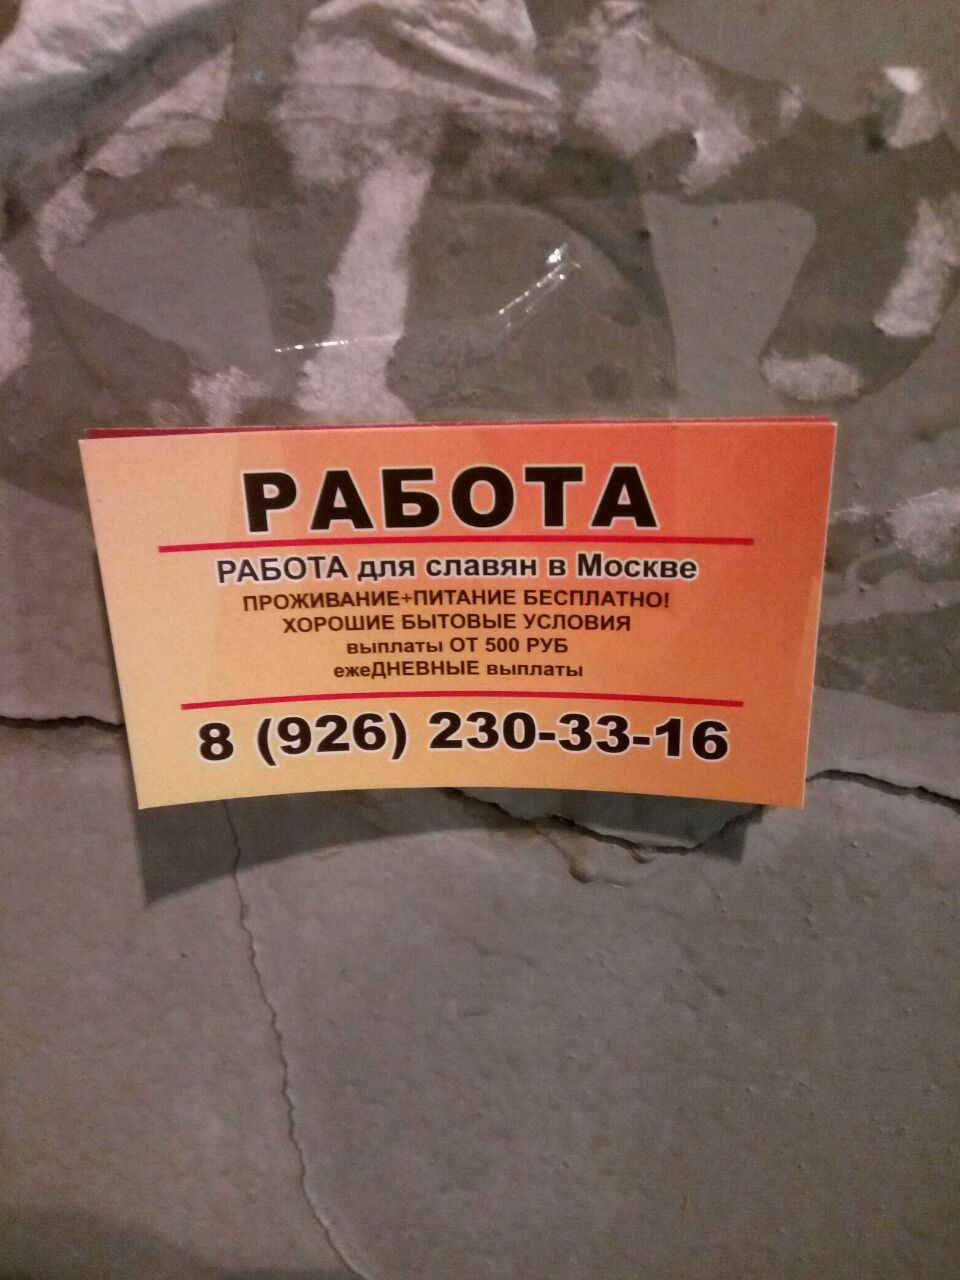 РАБОТА
РАБОТА для славян в Москве
ПРОЖИВАНИЕ+ПИТАНИЕ БЕСПЛАТНО!
ХОРОШИЕ БЫТОВЫЕ УСЛОВИЯ
выплаты ОТ 500 РУБ
ежеДНЕВНЫЕ выплаты
8 (926) 230-33-16